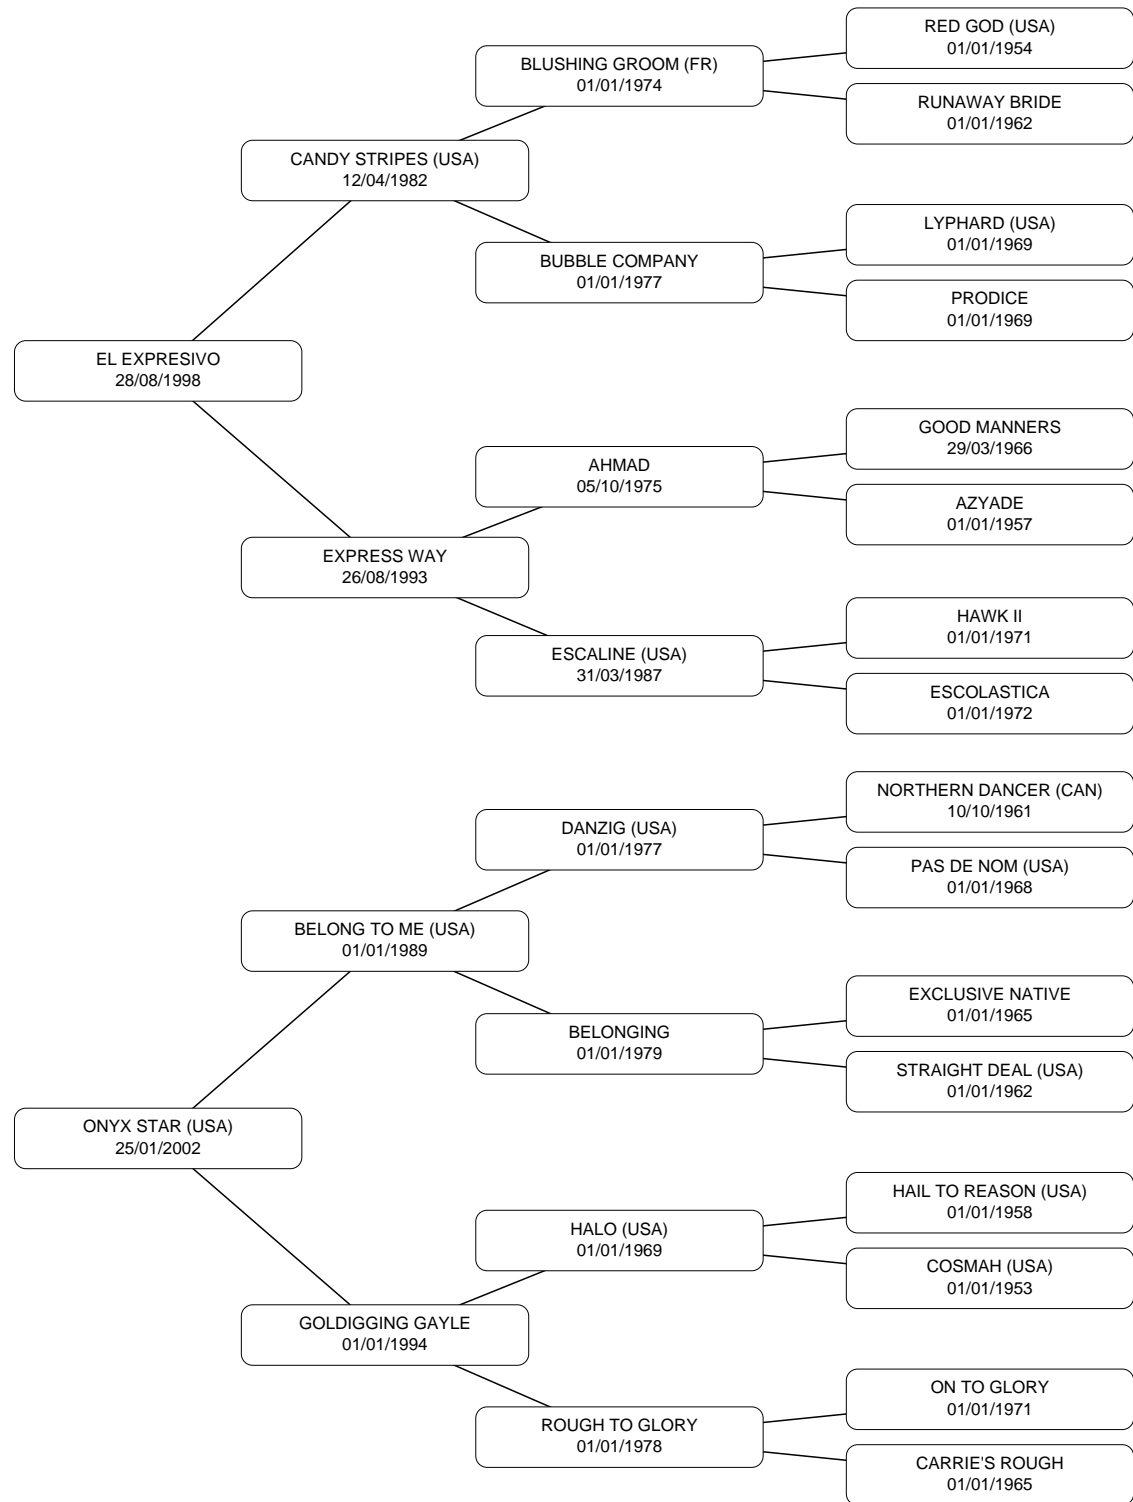 RED GOD (USA)
01/01/1954
BLUSHING GROOM (FR)
01/01/1974
RUNAWAY BRIDE
01/01/1962
CANDY STRIPES (USA)
12/04/1982
LYPHARD (USA)
01/01/1969
BUBBLE COMPANY
01/01/1977
PRODICE
01/01/1969
EL EXPRESIVO
28/08/1998
GOOD MANNERS
29/03/1966
AHMAD
05/10/1975
AZYADE
01/01/1957
EXPRESS WAY
26/08/1993
HAWK II
01/01/1971
ESCALINE (USA)
31/03/1987
ESCOLASTICA
01/01/1972
NORTHERN DANCER (CAN)
10/10/1961
DANZIG (USA)
01/01/1977
PAS DE NOM (USA)
01/01/1968
BELONG TO ME (USA)
01/01/1989
EXCLUSIVE NATIVE
01/01/1965
BELONGING
01/01/1979
STRAIGHT DEAL (USA)
01/01/1962
ONYX STAR (USA)
25/01/2002
HAIL TO REASON (USA)
01/01/1958
HALO (USA)
01/01/1969
COSMAH (USA)
01/01/1953
GOLDIGGING GAYLE
01/01/1994
ON TO GLORY
01/01/1971
ROUGH TO GLORY
01/01/1978
CARRIE'S ROUGH
01/01/1965